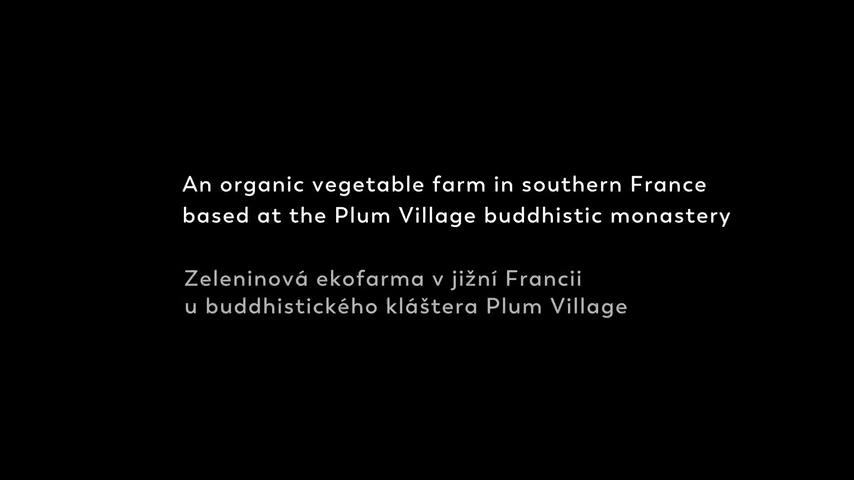 An organic vegetable farm in southern France
based at the Plum Village buddhistic monastery
Zeleninová ekofarma v jižní Francii
u buddhistického kláštera Plum Village